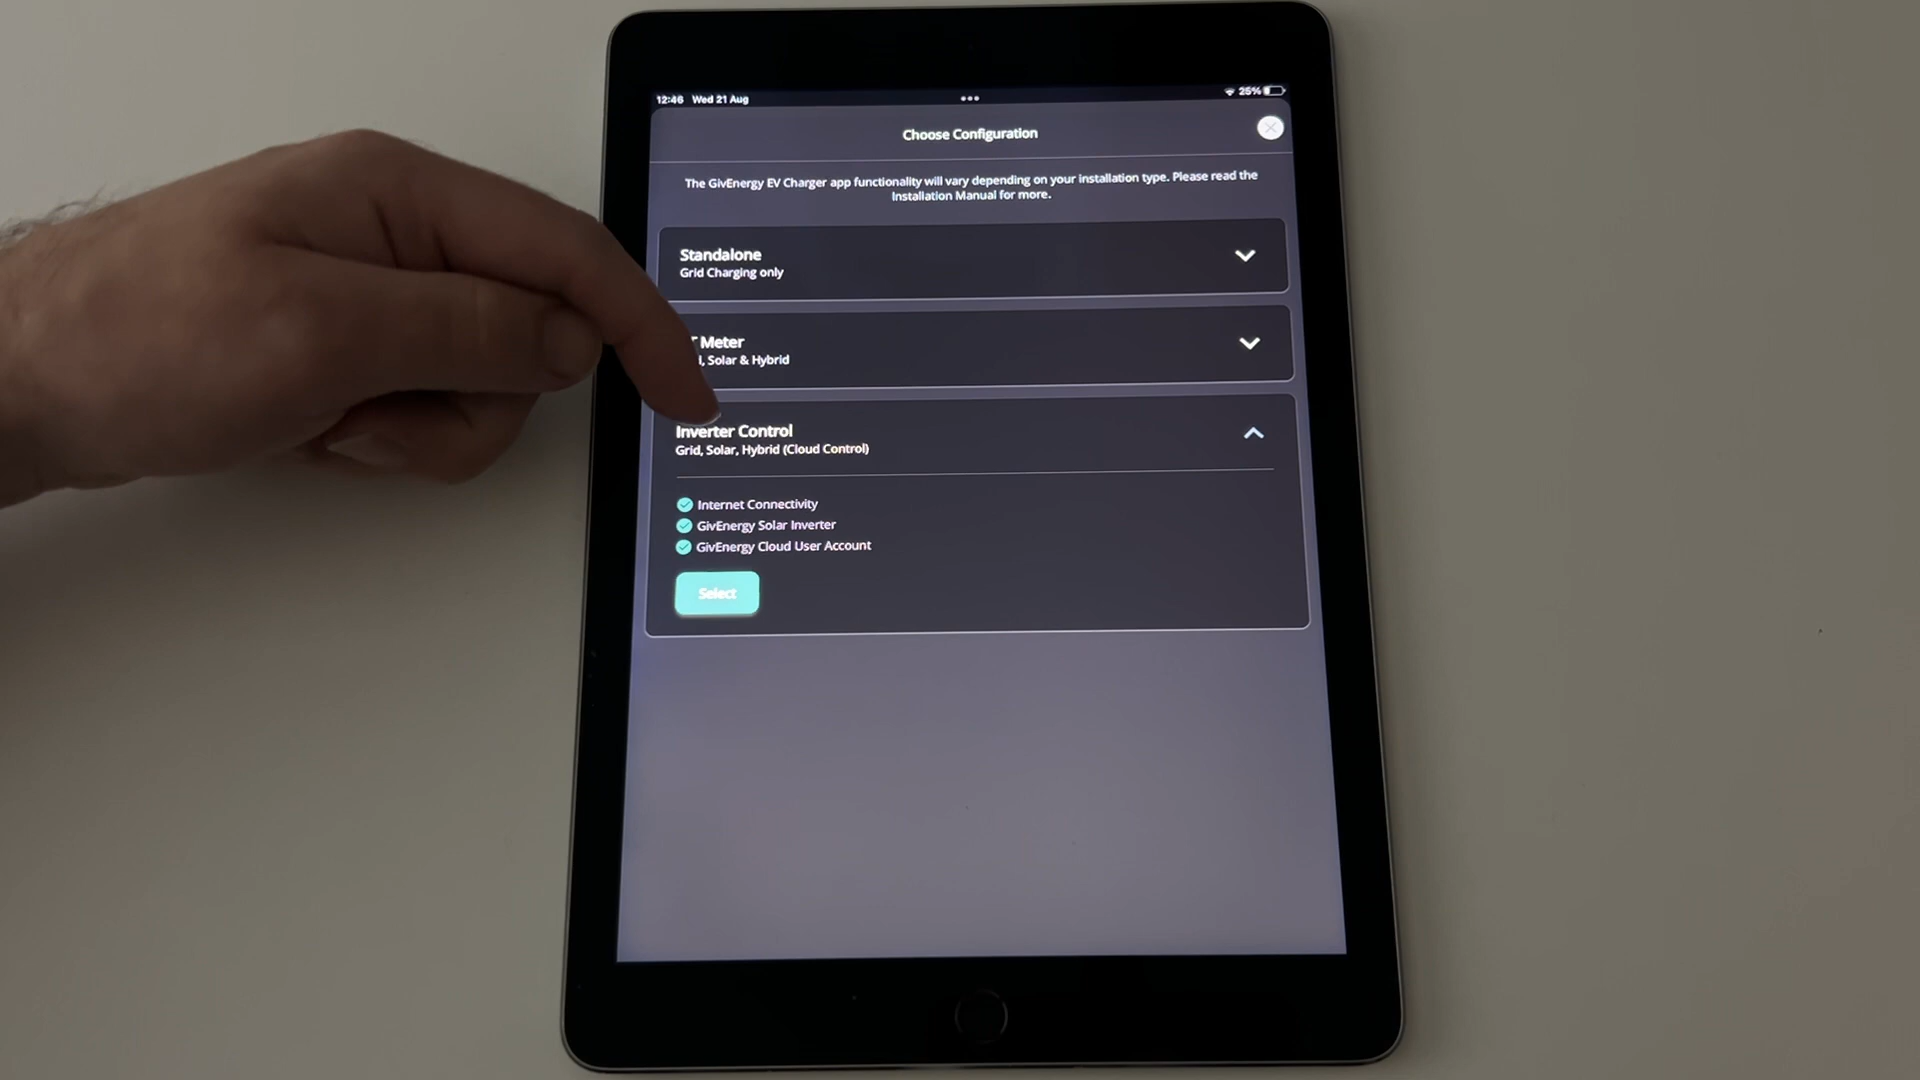 12:46 Wed 21 Aug
25%
Choose Configuration
The GivEnergy EV Charger app functionality will vary depending on your installation type. Please read the
Installation Manual for more.
Standalone
Grid Charging only
Meter
Solar & Hybrid
Inverter Control
Grid, Solar, Hybrid (Cloud Control)
Internet Connectivity
GivEnergy Solar Inverter
GivEnergy Cloud User Account
Select